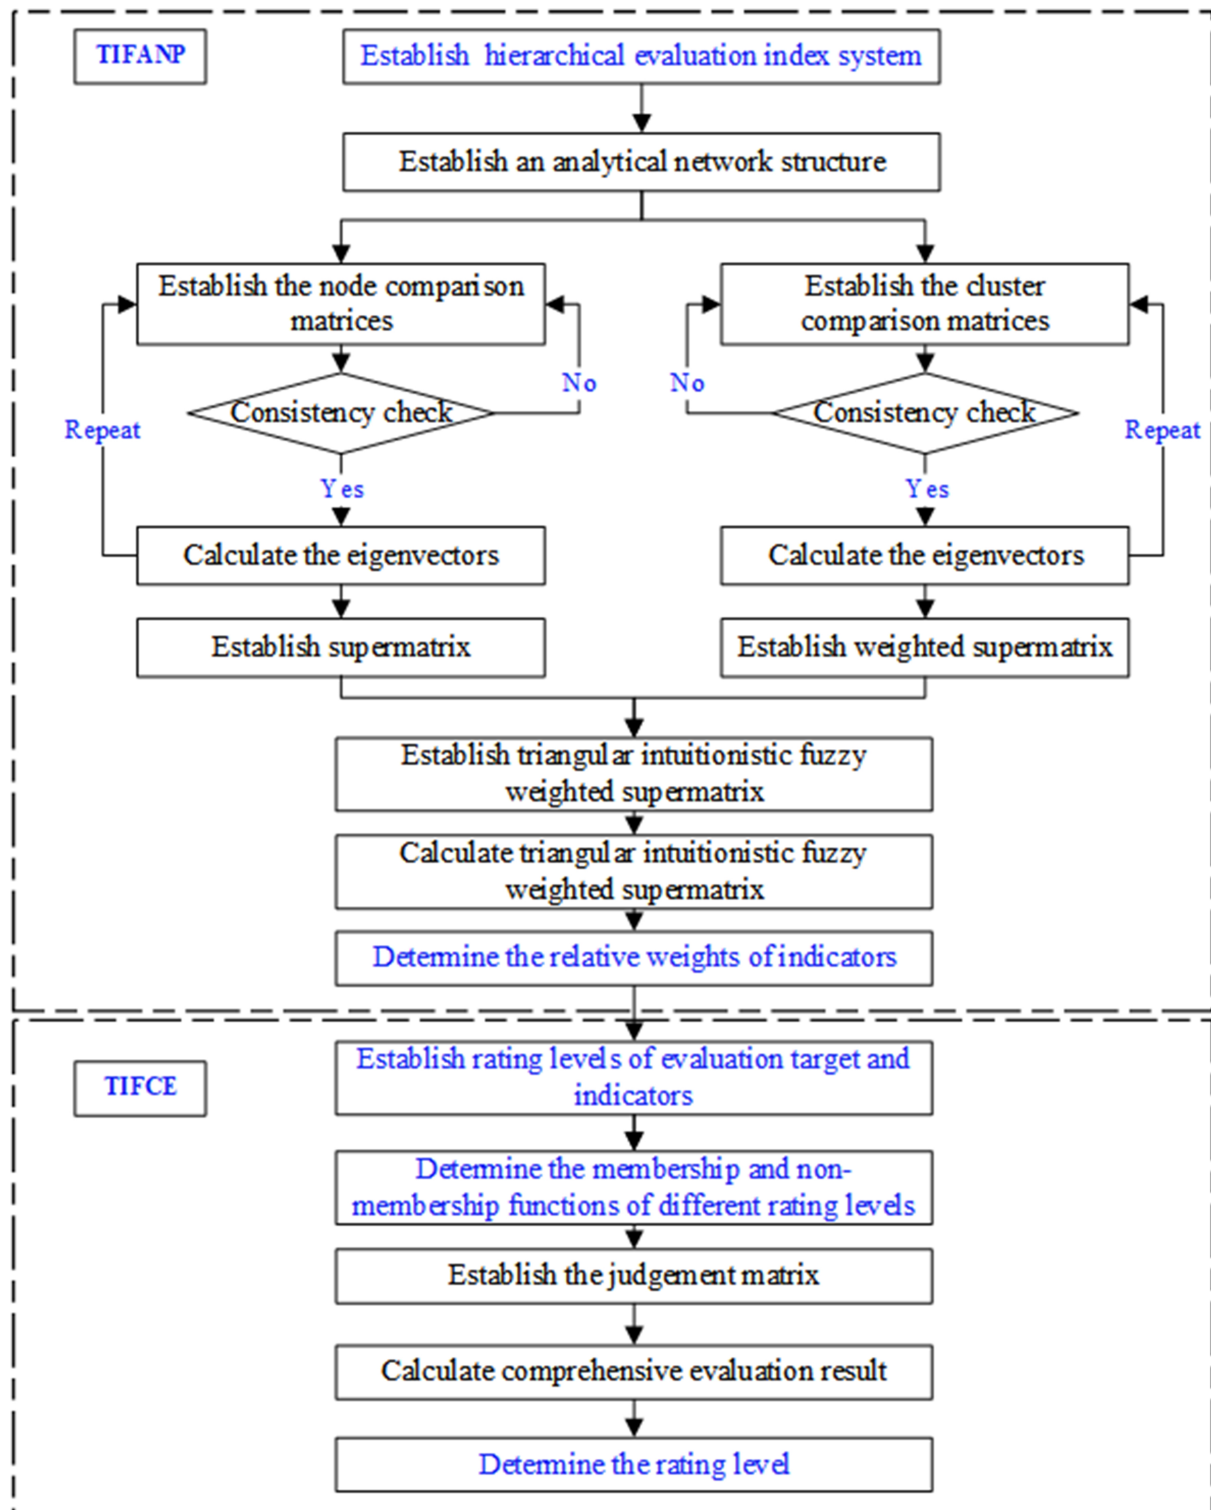 TIFANP
Establish hierarchical evaluation index system
Establish an analytical network structure
Establish the node comparison
matrices
Establish the cluster
comparison matrices
No
No
Consistency check
Consistency check
Repeat
Repeat
Yes
Yes
Calculate the eigenvectors
Calculate the eigenvectors
Establish supermatrix
Establish weighted supermatrix
Establish triangular intuitionistic fuzzy
weighted supermatrix
Calculate triangular intuitionistic fuzzy
weighted supermatrix
Determine the relative weights of indicators
TIFCE
Establish rating levels of evaluation target and
indicators
Determine the membership and non-
membership functions of different rating levels
Establish the judgement matrix
Calculate comprehensive evaluation result
Determine the rating level